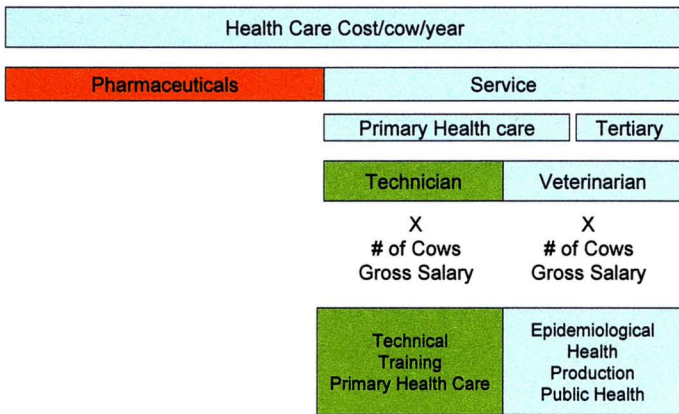 Health Care Cost/cow/year
Pharmaceuticals
Service
Primary Health care
Tertiary
Technician
Veterinarian
X
# of Cows
Gross Salary
X
# of Cows
Gross Salary
Technical
Training
Primary Health Care
Epidemiological
Health
Production
Public Health